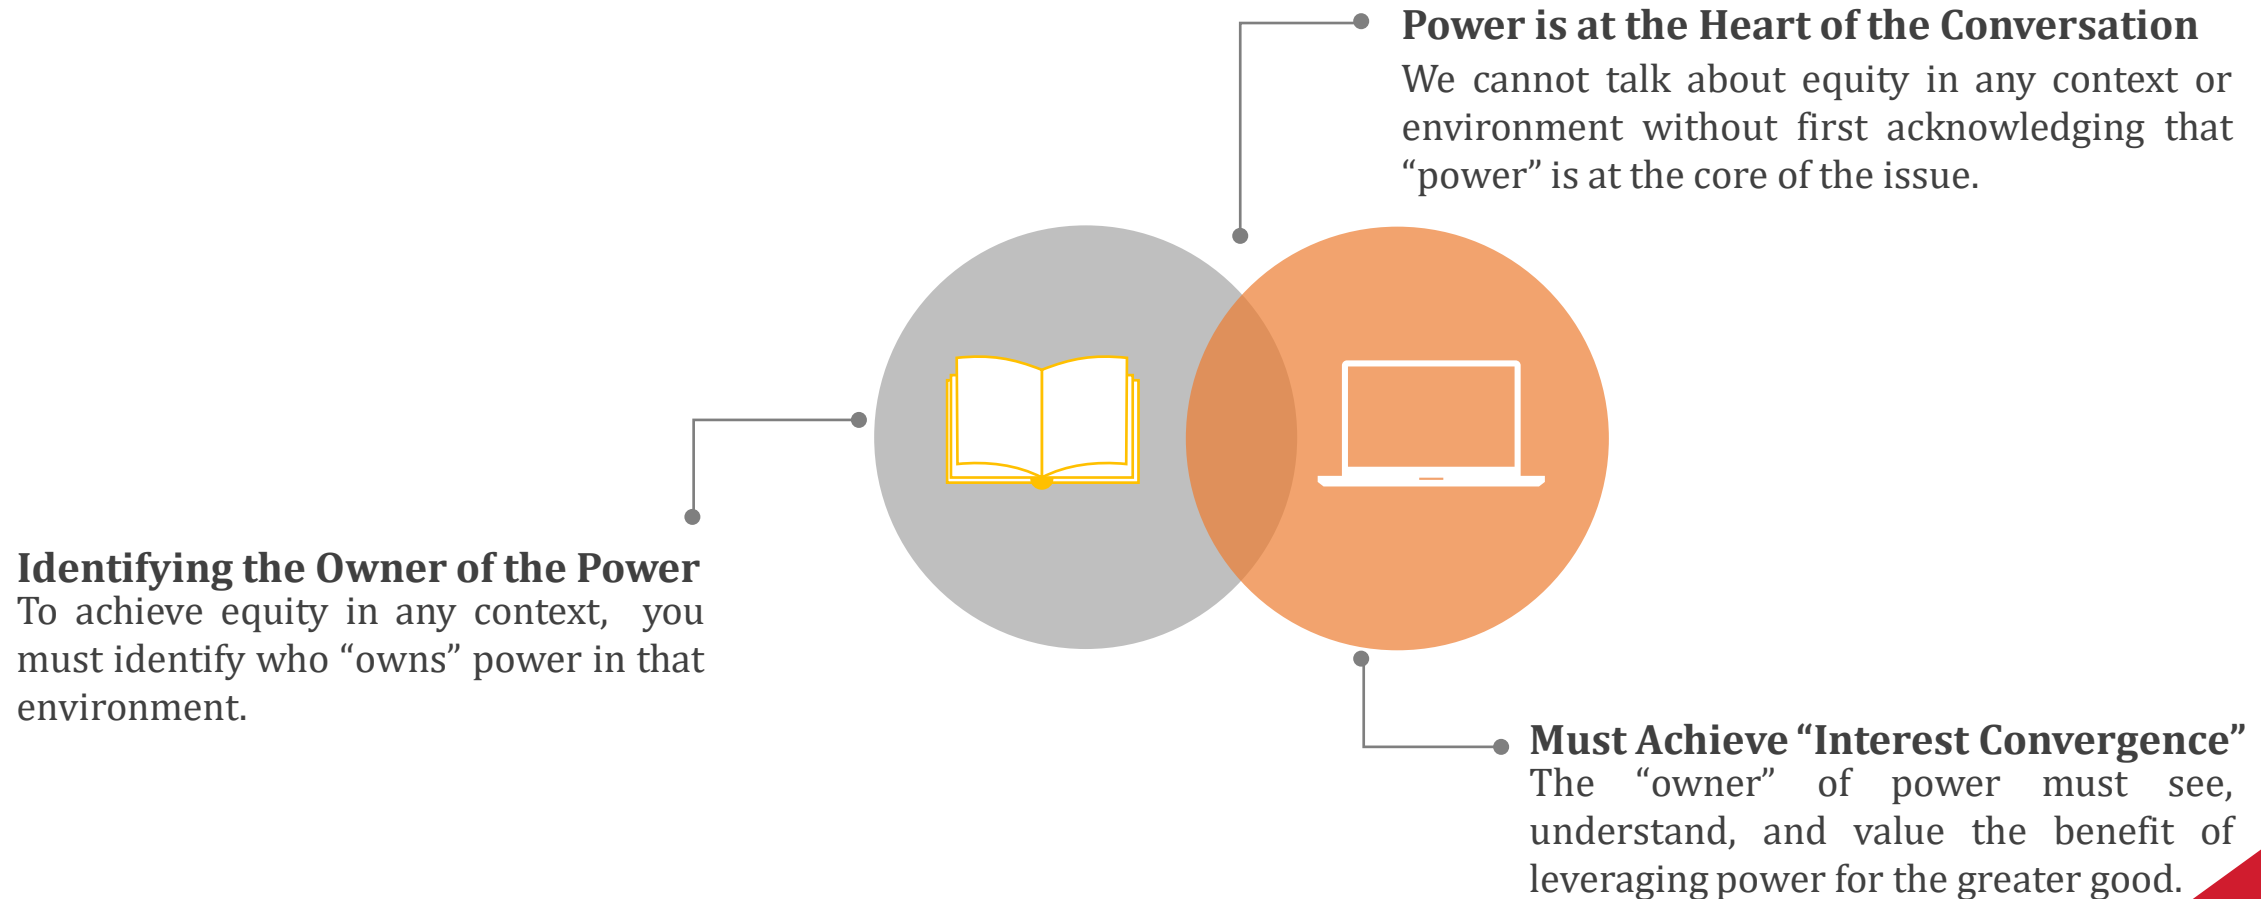 Power is at the Heart of the Conversation
We cannot talk about equity in any context or
environment without first acknowledging that
“power” is at the core of the issue.
Identifying the Owner of the Power
To achieve equity in any context, you
must identify who “owns” power in that
environment.
Must Achieve “Interest Convergence”
The “owner” of power must see,
understand, and value the benefit of
leveraging power for the greater good.